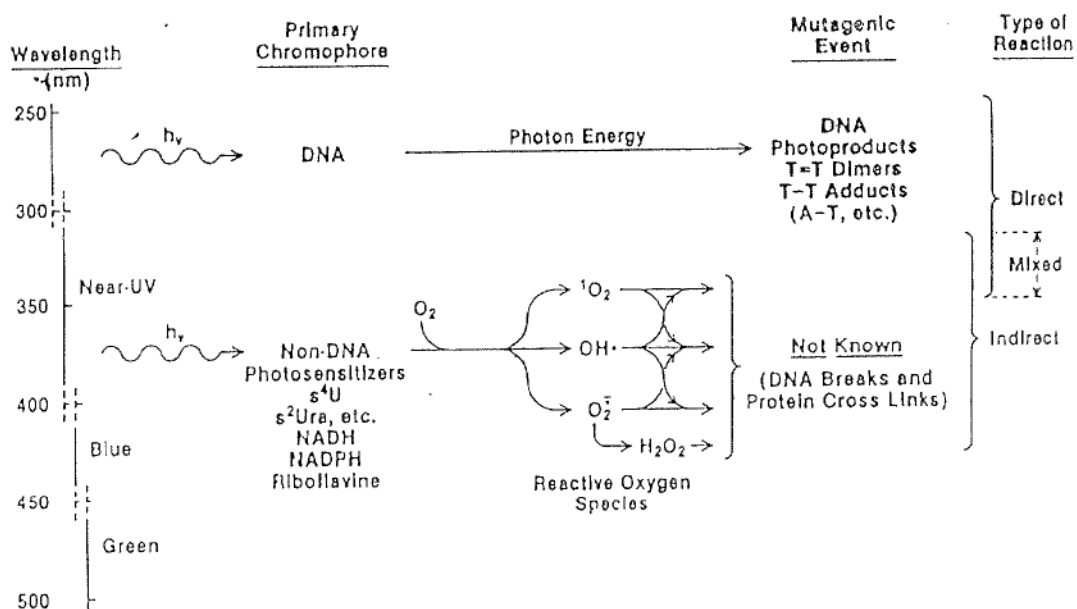 Wavelength
(nm)
Primary
Chromophore
Mutagenic
Event
Type of
Reaction
250
300
350
400
450
500
Near-UV
Blue
Green
hν
DNA
Photon Energy
DNA
Photoproducts
T=T Dimers
T-T Adducts
(A-T, etc.)
Direct
Mixed
Indirect
hν
Non-DNA
Photosensitizers
s⁴U
s²Ura, etc.
NADH
NADPH
Riboflavine
O₂
¹O₂
OH·
O₂⁻
H₂O₂
Reactive Oxygen
Species
Not Known
(DNA Breaks and
Protein Cross Links)